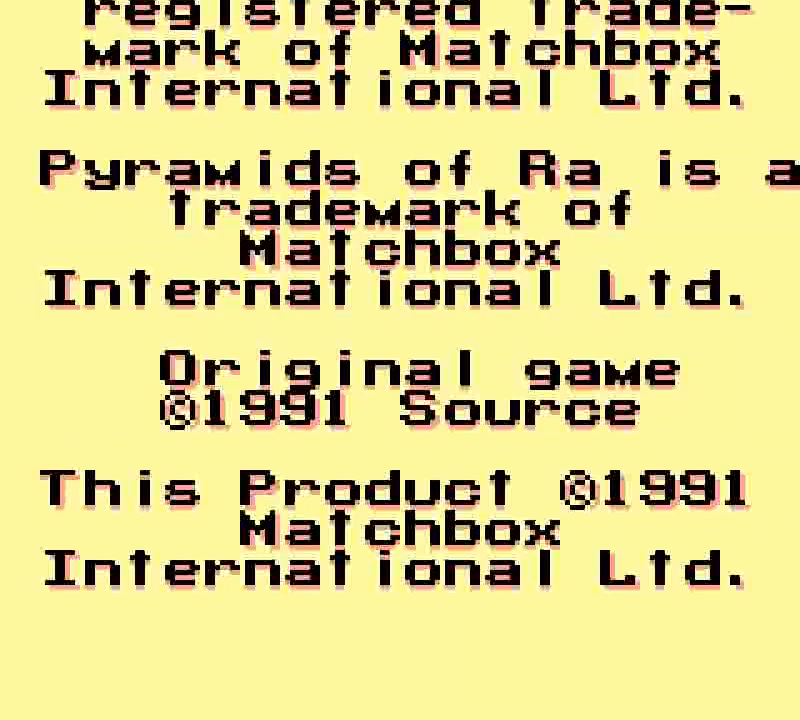 registered trade-
mark of Matchbox
International Ltd.
Pyramids of Ra is a
trademark of
Matchbox
International Ltd.
Original game
©1991 Source
This Product ©1991
Matchbox
International Ltd.